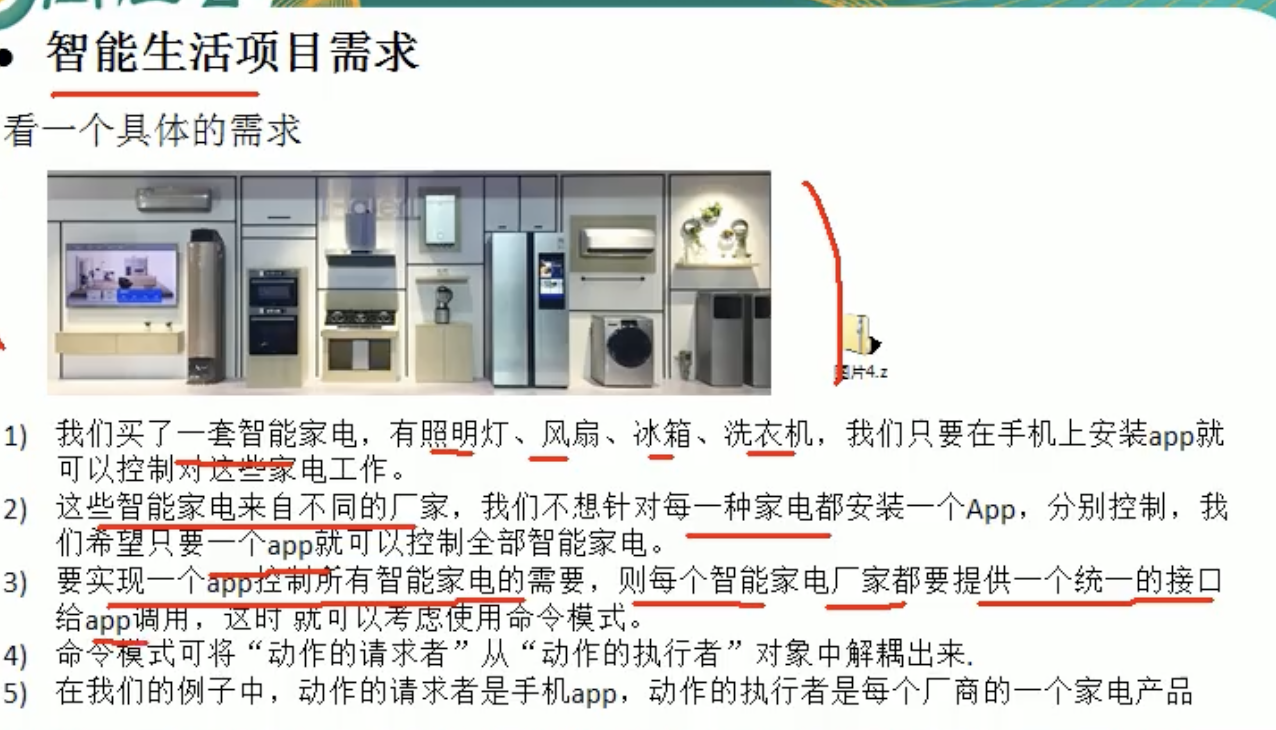 • 智能生活项目需求
看一个具体的需求
图片4.z
1) 我们买了一套智能家电，有照明灯、风扇、冰箱、洗衣机，我们只要在手机上安装app就
可以控制对这些家电工作。
2) 这些智能家电来自不同的厂家，我们不想针对每一种家电都安装一个App，分别控制，我
们希望只要一个app就可以控制全部智能家电。
3) 要实现一个app控制所有智能家电的需要，则每个智能家电厂家都要提供一个统一的接口
给app调用，这时 就可以考虑使用命令模式。
4) 命令模式可将“动作的请求者”从“动作的执行者”对象中解耦出来.
5) 在我们的例子中，动作的请求者是手机app，动作的执行者是每个厂商的一个家电产品